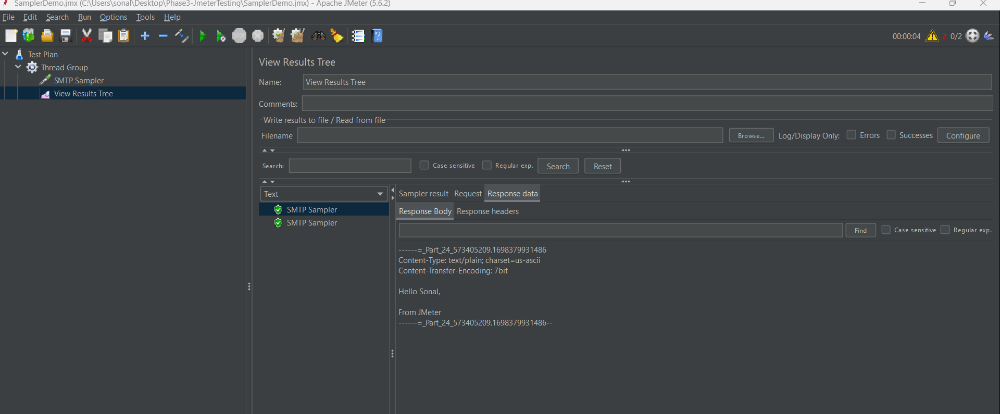 SamplerDemo.jmx (C:\Users\sonal\Desktop\Phase3-JmeterTesting\SamplerDemo.jmx) - Apache JMeter (5.6.2)
File Edit Search Run Options Tools Help
STOP
00:00:04 2 0/2
Test Plan
Thread Group
SMTP Sampler
View Results Tree
View Results Tree
Name: View Results Tree
Comments:
Write results to file / Read from file
Filename Browse... Log/Display Only: Errors Successes Configure
Search: Case sensitive Regular exp. Search Reset
Text
SMTP Sampler
SMTP Sampler
Sampler result Request Response data
Response Body Response headers
Find Case sensitive Regular exp.
------=_Part_24_573405209.1698379931486
Content-Type: text/plain; charset=us-ascii
Content-Transfer-Encoding: 7bit
Hello Sonal,
From JMeter
------=_Part_24_573405209.1698379931486--